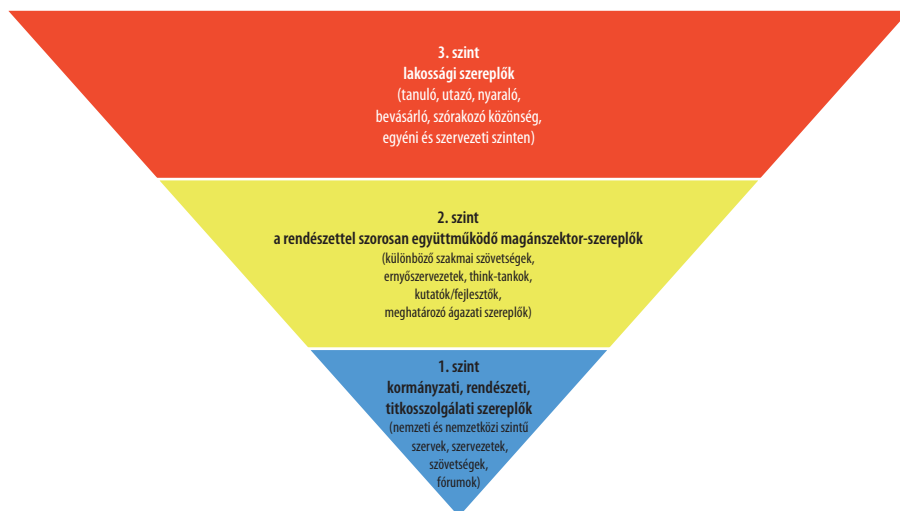 3. szint
lakossági szereplők
(tanuló, utazó, nyaraló,
bevásárló, szórakozó közönség,
egyéni és szervezeti szinten)
2. szint
a rendészettel szorosan együttműködő magánszektor-szereplők
(különböző szakmai szövetségek,
ernyőszervezetek, think-tankok,
kutatók/fejlesztők,
meghatározó ágazati szereplők)
1. szint
kormányzati, rendészeti,
titkosszolgálati szereplők
(nemzeti és nemzetközi szintű
szervek, szervezetek,
szövetségek,
fórumok)